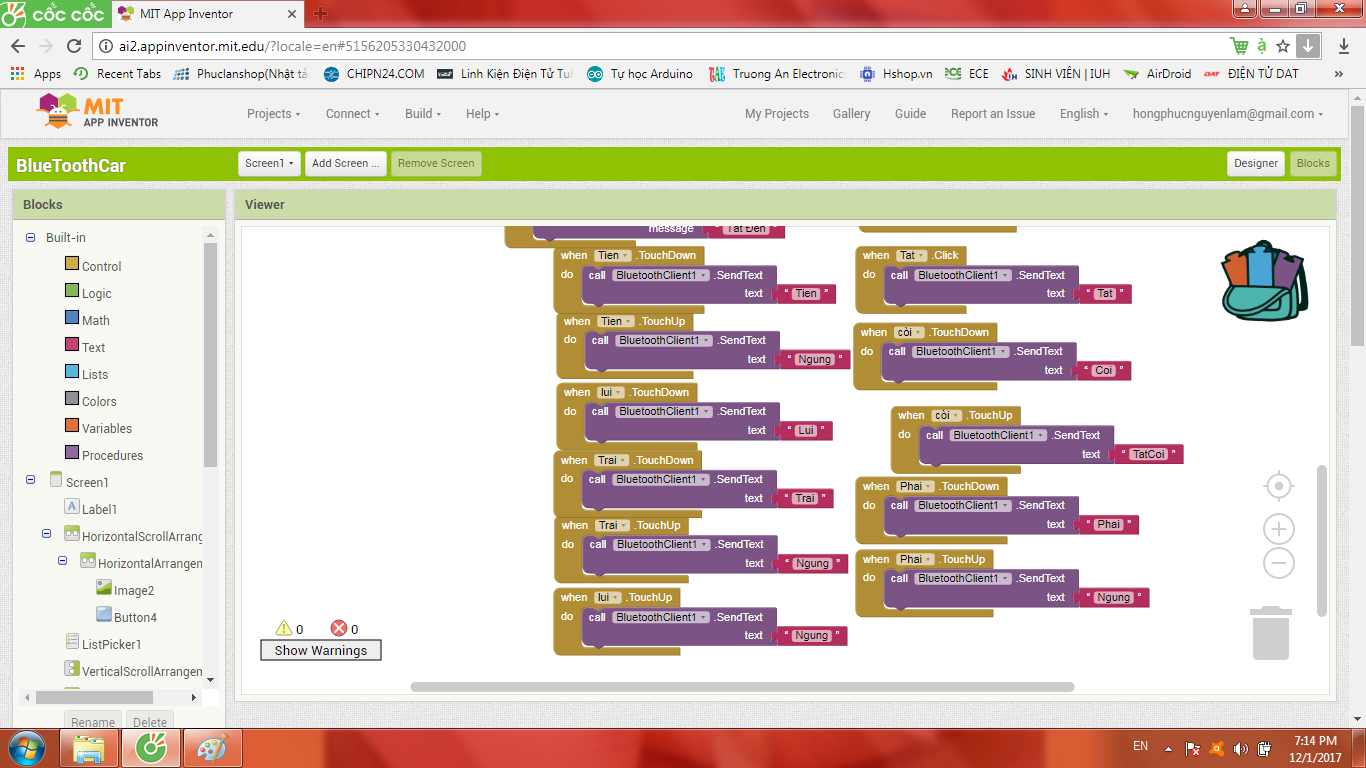 cốc cốc
MIT App Inventor
ai2.appinventor.mit.edu/?locale=en#5156205330432000
Apps Recent Tabs Phuclanshop(Nhật tả CHIPN24.COM Linh Kiện Điện Tử Tu Tự học Arduino Truong An Electronic Hshop.vn ECE SINH VIÊN | IUH AirDroid ĐIỆN TỬ DAT »
MIT
APP INVENTOR
Projects Connect Build Help My Projects Gallery Guide Report an Issue English hongphucnguyenlam@gmail.com
BlueToothCar Screen1 Add Screen ... Remove Screen Designer Blocks
Blocks
Built-in
Control
Logic
Math
Text
Lists
Colors
Variables
Procedures
Screen1
Label1
HorizontalScrollArrang
HorizontalArrangem
Image2
Button4
ListPicker1
VerticalScrollArrangem
Rename Delete
Viewer
message " Tat Den "
when Tien .TouchDown
do call BluetoothClient1 .SendText
text " Tien "
when Tien .TouchUp
do call BluetoothClient1 .SendText
text " Ngung "
when lui .TouchDown
do call BluetoothClient1 .SendText
text " Lui "
when Trai .TouchDown
do call BluetoothClient1 .SendText
text " Trai "
when Trai .TouchUp
do call BluetoothClient1 .SendText
text " Ngung "
when lui .TouchUp
do call BluetoothClient1 .SendText
text " Ngung "
when Tat .Click
do call BluetoothClient1 .SendText
text " Tat "
when còi .TouchDown
do call BluetoothClient1 .SendText
text " Coi "
when còi .TouchUp
do call BluetoothClient1 .SendText
text " TatCoi "
when Phai .TouchDown
do call BluetoothClient1 .SendText
text " Phai "
when Phai .TouchUp
do call BluetoothClient1 .SendText
text " Ngung "
0 0
Show Warnings
EN
7:14 PM
12/1/2017